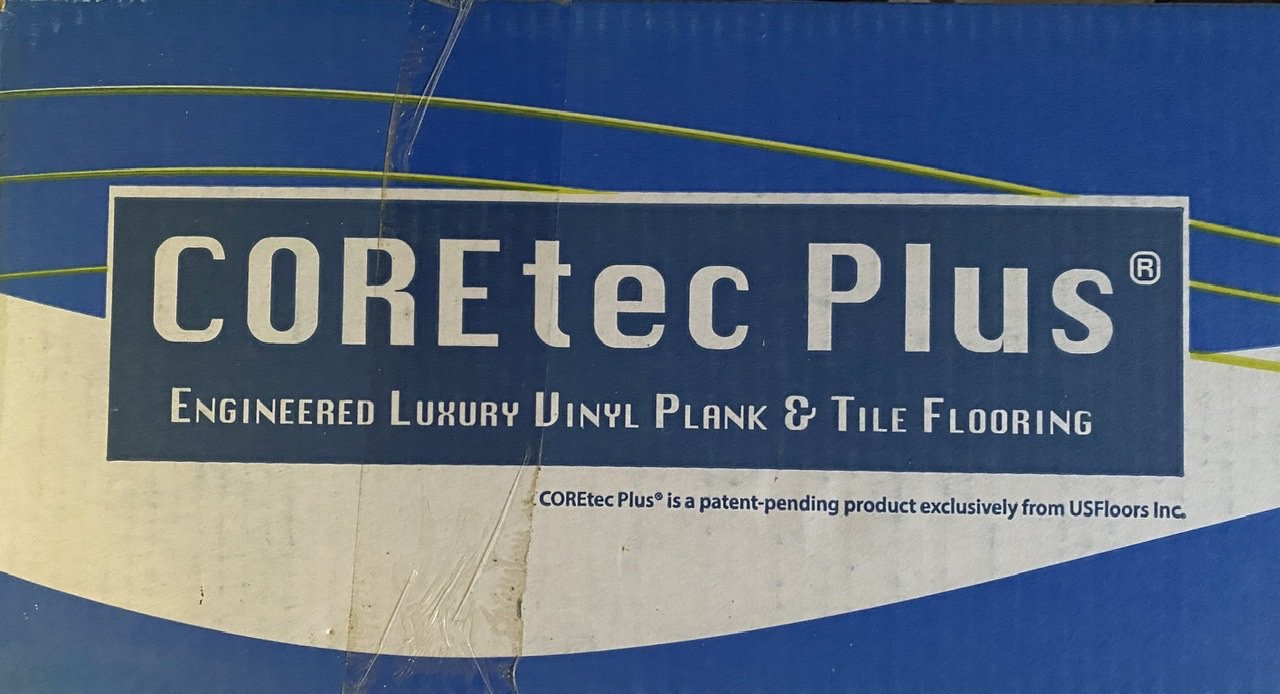 COREtec Plus®
Engineered Luxury Vinyl Plank & Tile Flooring
COREtec Plus® is a patent-pending product exclusively from USFloors Inc.